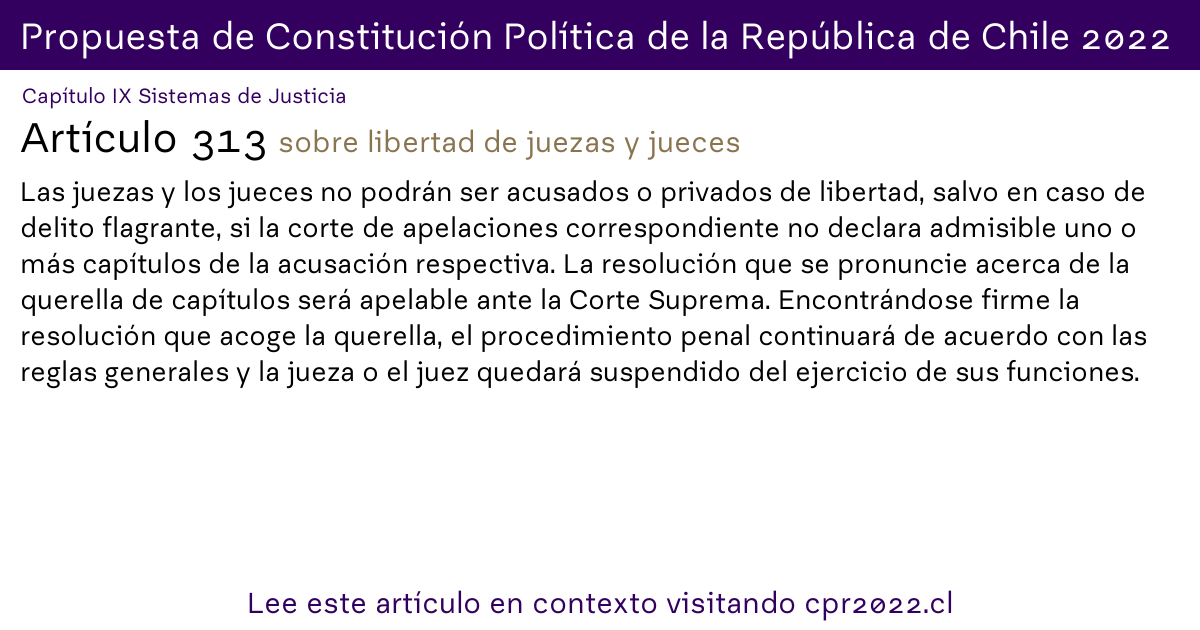 Propuesta de Constitución Política de la República de Chile 2022
Capítulo IX Sistemas de Justicia
Artículo 313 sobre libertad de juezas y jueces
Las juezas y los jueces no podrán ser acusados o privados de libertad, salvo en caso de
delito flagrante, si la corte de apelaciones correspondiente no declara admisible uno o
más capítulos de la acusación respectiva. La resolución que se pronuncie acerca de la
querella de capítulos será apelable ante la Corte Suprema. Encontrándose firme la
resolución que acoge la querella, el procedimiento penal continuará de acuerdo con las
reglas generales y la jueza o el juez quedará suspendido del ejercicio de sus funciones.
Lee este artículo en contexto visitando cpr2022.cl